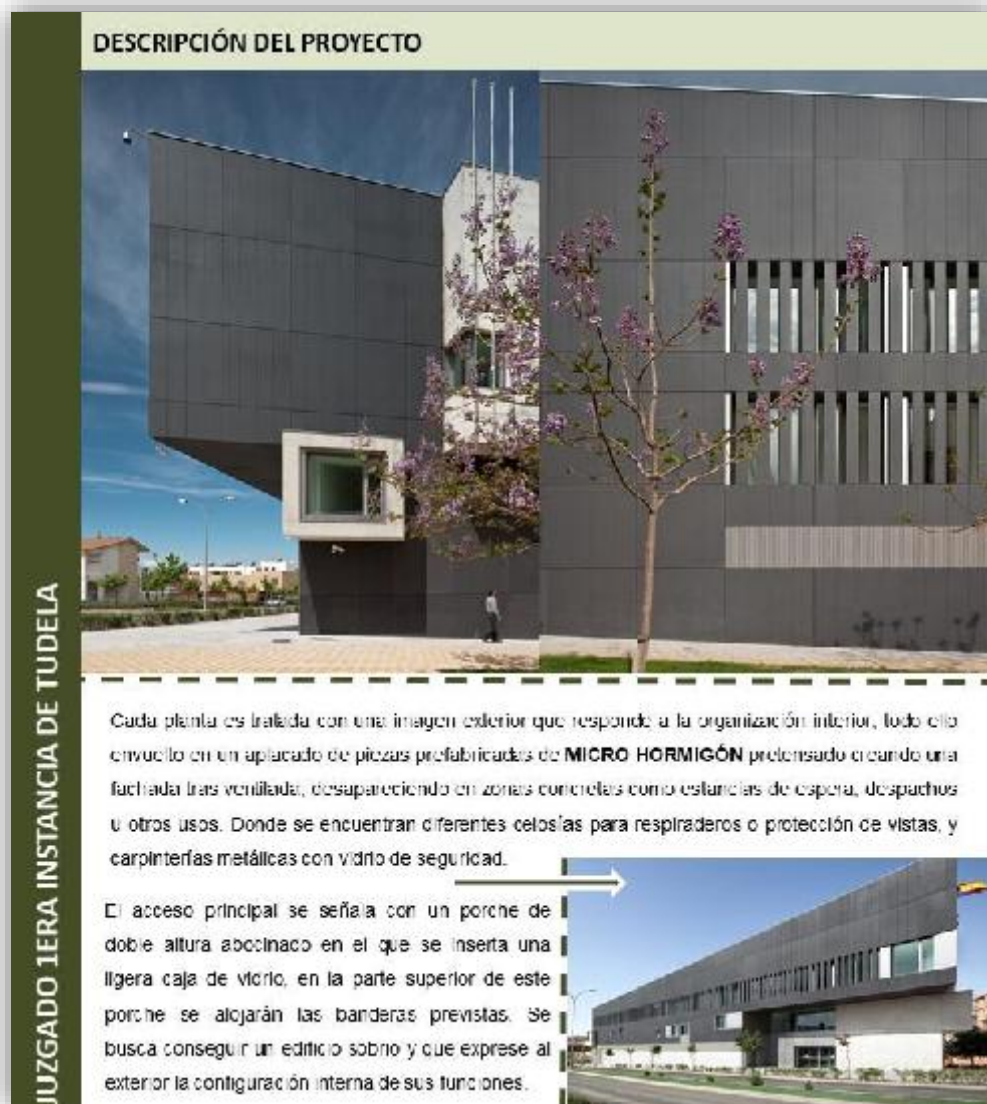 DESCRIPCIÓN DEL PROYECTO
JUZGADO 1ERA INSTANCIA DE TUDELA
Cada planta es tratada con una imagen exterior que responde a la organización interior, todo ello
envuelto en un aplacado de piezas prefabricadas de MICRO HORMIGÓN pretensado creando una
fachada tras ventilada, desapareciendo en zonas concretas como estancias de espera, despachos
u otros usos. Donde se encuentran diferentes celosías para respiraderos o protección de vistas, y
carpinterías metálicas con vidrio de seguridad.
El acceso principal se señala con un porche de
doble altura abocinado en el que se inserta una
ligera caja de vidrio, en la parte superior de este
porche se alojarán las banderas previstas. Se
busca conseguir un edificio sobrio y que exprese al
exterior la configuración interna de sus funciones.